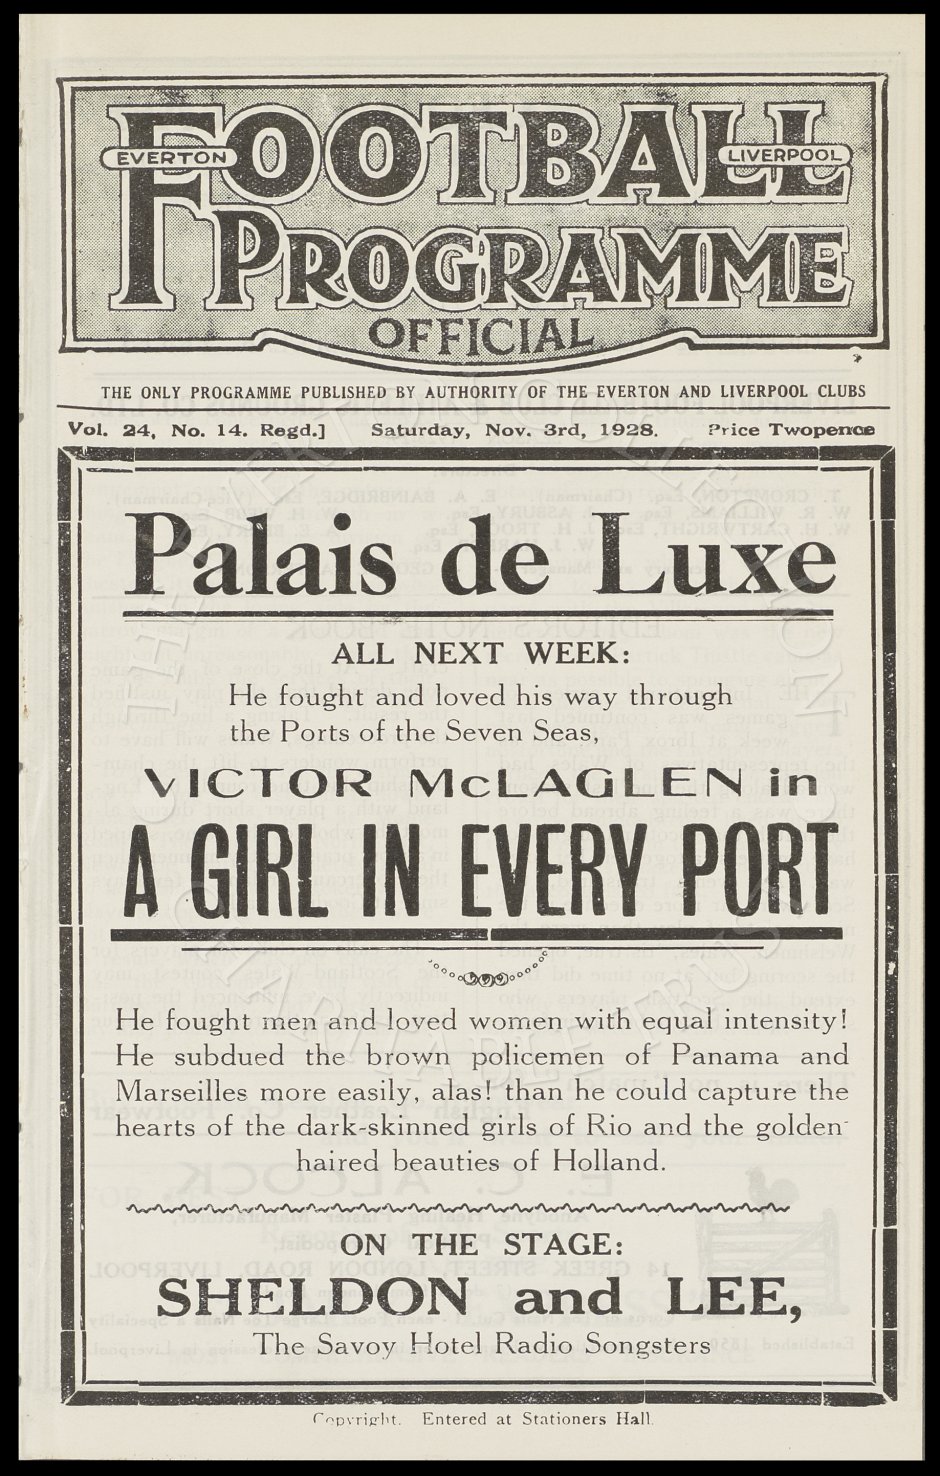 FOOTBALL
EVERTON
LIVERPOOL
PROGRAMME
OFFICIAL
THE ONLY PROGRAMME PUBLISHED BY AUTHORITY OF THE EVERTON AND LIVERPOOL CLUBS
Vol. 24, No. 14. Regd.] Saturday, Nov. 3rd, 1928. Price Twopence
Palais de Luxe
ALL NEXT WEEK:
He fought and loved his way through
the Ports of the Seven Seas,
VICTOR McLAGLEN in
A GIRL IN EVERY PORT
He fought men and loved women with equal intensity!
He subdued the brown policemen of Panama and
Marseilles more easily, alas! than he could capture the
hearts of the dark-skinned girls of Rio and the golden-
haired beauties of Holland.
ON THE STAGE:
SHELDON and LEE,
The Savoy Hotel Radio Songsters
Copyright. Entered at Stationers Hall.
THE EVERTON COLLECTION
CHARITABLE TRUST